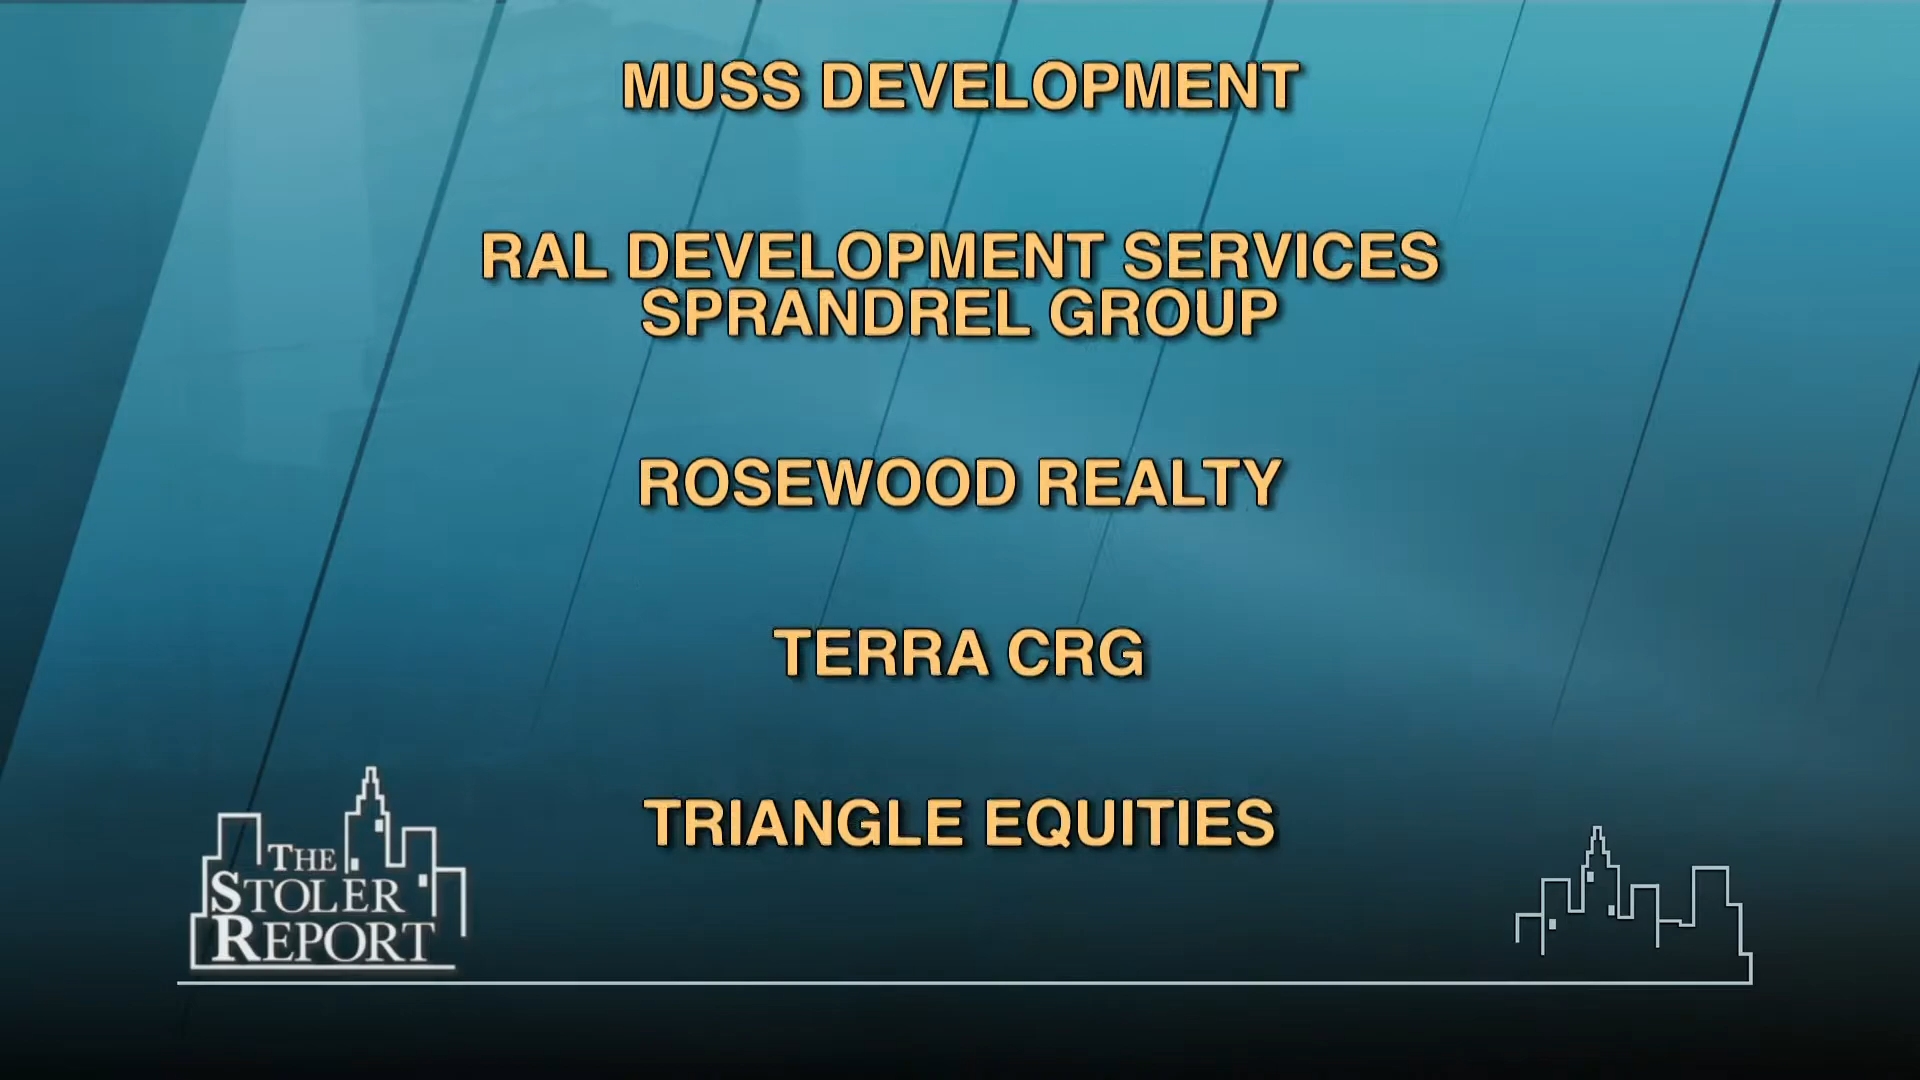 MUSS DEVELOPMENT
RAL DEVELOPMENT SERVICES
SPRANDREL GROUP
ROSEWOOD REALTY
TERRA CRG
TRIANGLE EQUITIES
THE
STOLER
REPORT